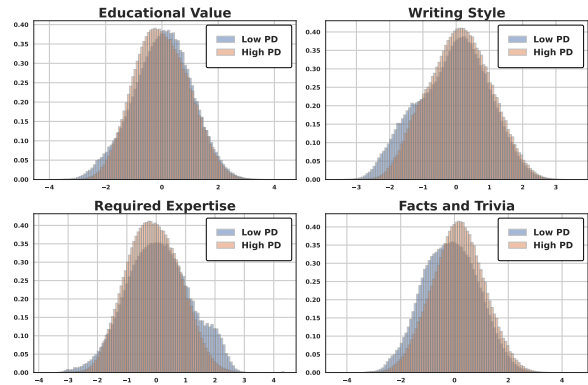 Educational Value
0.40
0.35
0.30
0.25
0.20
0.15
0.10
0.05
0.00
−4 −2 0 2 4
Low PD
High PD
Writing Style
0.40
0.35
0.30
0.25
0.20
0.15
0.10
0.05
0.00
−3 −2 −1 0 1 2 3
Low PD
High PD
Required Expertise
0.40
0.35
0.30
0.25
0.20
0.15
0.10
0.05
0.00
−4 −3 −2 −1 0 1 2 3 4
Low PD
High PD
Facts and Trivia
0.40
0.35
0.30
0.25
0.20
0.15
0.10
0.05
0.00
−4 −2 0 2 4
Low PD
High PD